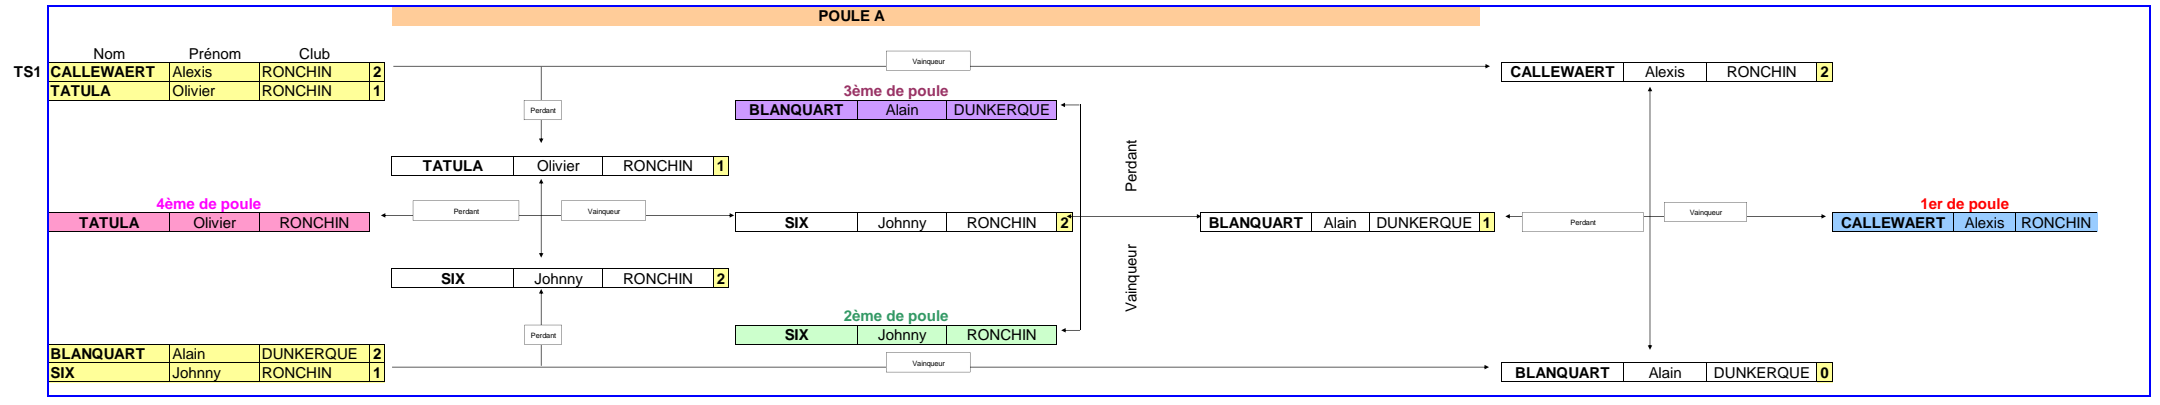 POULE A
Nom Prénom Club
TS1 CALLEWAERT Alexis RONCHIN 2
TATULA Olivier RONCHIN 1
Vainqueur
CALLEWAERT Alexis RONCHIN 2
Perdant
3ème de poule
BLANQUART Alain DUNKERQUE
TATULA Olivier RONCHIN 1
Perdant
4ème de poule
TATULA Olivier RONCHIN
Perdant
Vainqueur
SIX Johnny RONCHIN 2
BLANQUART Alain DUNKERQUE 1
Perdant
Vainqueur
1er de poule
CALLEWAERT Alexis RONCHIN
SIX Johnny RONCHIN 2
Vainqueur
2ème de poule
SIX Johnny RONCHIN
Perdant
BLANQUART Alain DUNKERQUE 2
SIX Johnny RONCHIN 1
Vainqueur
BLANQUART Alain DUNKERQUE 0